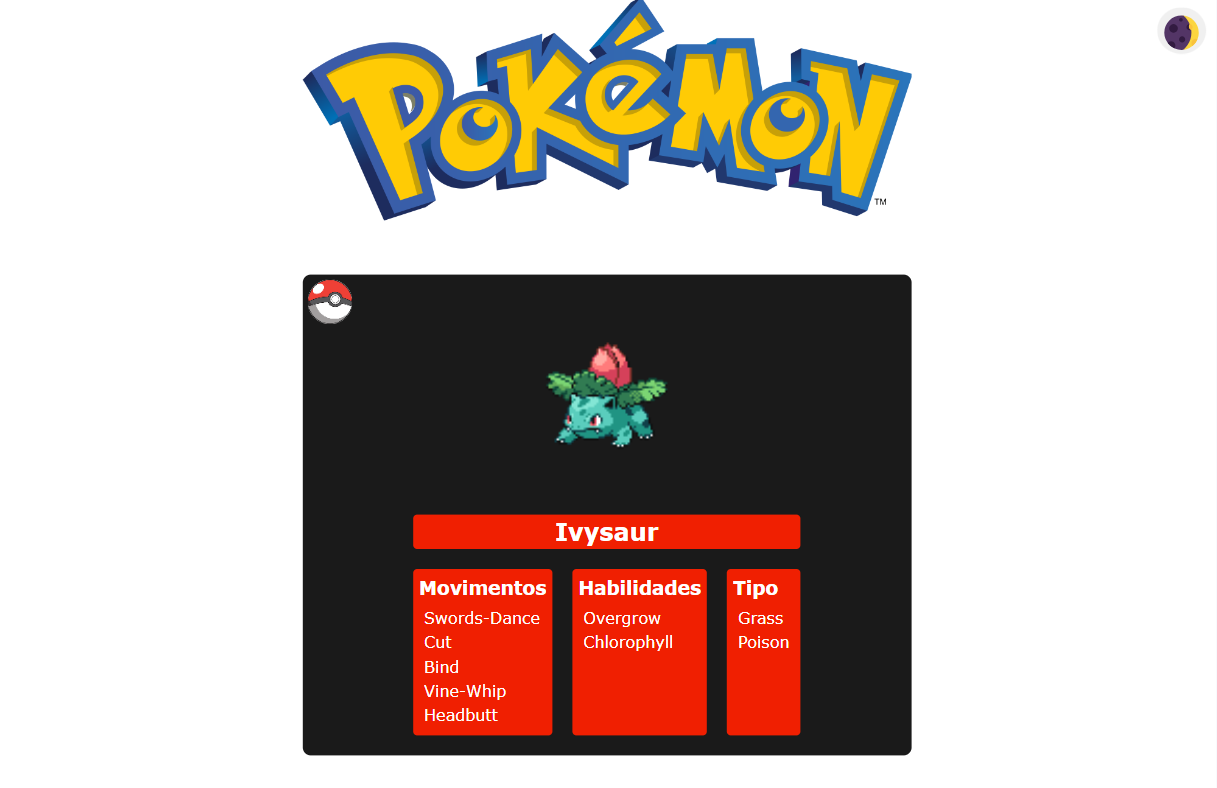 POKéMON
TM
Ivysaur
Movimentos
Swords-Dance
Cut
Bind
Vine-Whip
Headbutt
Habilidades
Overgrow
Chlorophyll
Tipo
Grass
Poison